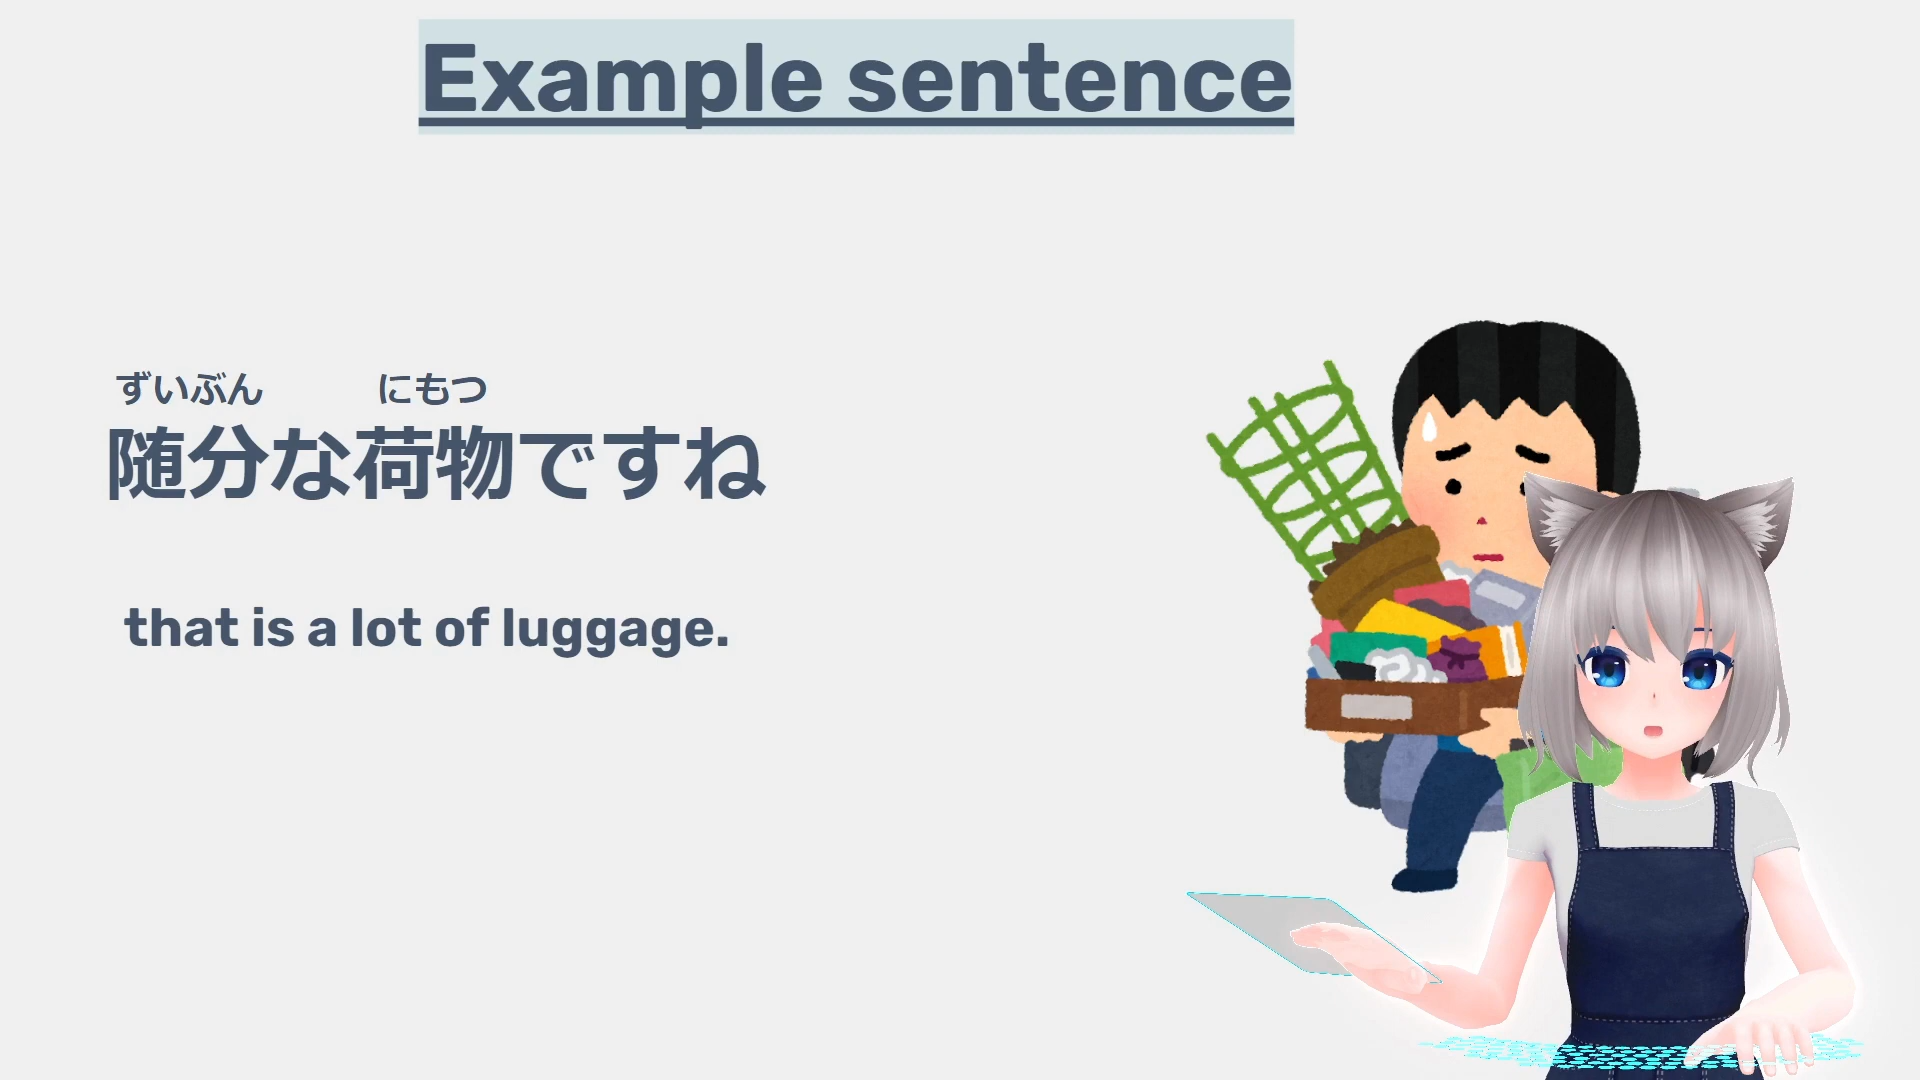 Example sentence
ずいぶん にもつ
随分な荷物ですね
that is a lot of luggage.